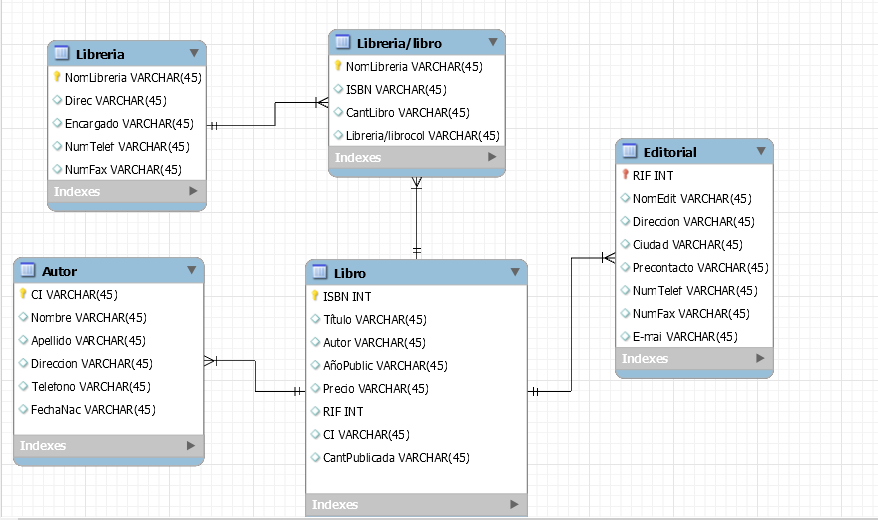 Libreria
NomLibreria VARCHAR(45)
Direc VARCHAR(45)
Encargado VARCHAR(45)
NumTelef VARCHAR(45)
NumFax VARCHAR(45)
Indexes
Libreria/libro
NomLibreria VARCHAR(45)
ISBN VARCHAR(45)
CantLibro VARCHAR(45)
Libreria/librocol VARCHAR(45)
Indexes
Editorial
RIF INT
NomEdit VARCHAR(45)
Direccion VARCHAR(45)
Ciudad VARCHAR(45)
Precontacto VARCHAR(45)
NumTelef VARCHAR(45)
NumFax VARCHAR(45)
E-mai VARCHAR(45)
Indexes
Autor
CI VARCHAR(45)
Nombre VARCHAR(45)
Apellido VARCHAR(45)
Direccion VARCHAR(45)
Telefono VARCHAR(45)
FechaNac VARCHAR(45)
Indexes
Libro
ISBN INT
Título VARCHAR(45)
Autor VARCHAR(45)
AñoPublic VARCHAR(45)
Precio VARCHAR(45)
RIF INT
CI VARCHAR(45)
CantPublicada VARCHAR(45)
Indexes